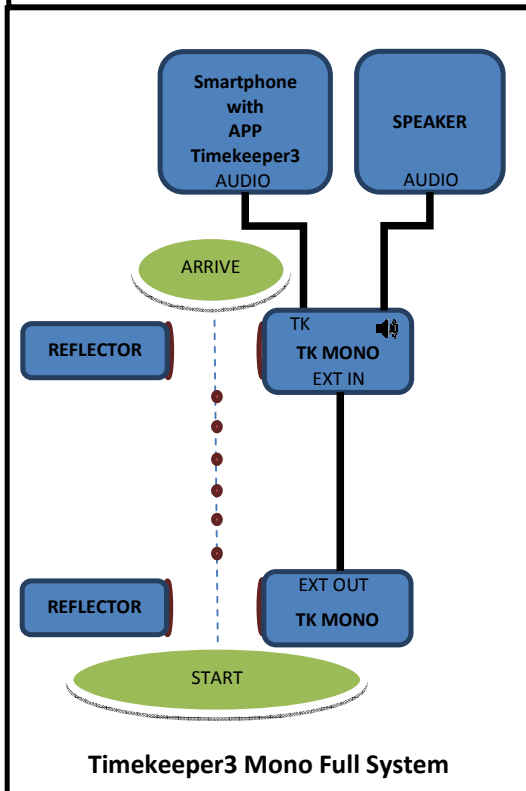 Smartphone
with
APP
Timekeeper3
AUDIO
SPEAKER
AUDIO
ARRIVE
TK
REFLECTOR
TK MONO
EXT IN
EXT OUT
REFLECTOR
TK MONO
START
Timekeeper3 Mono Full System